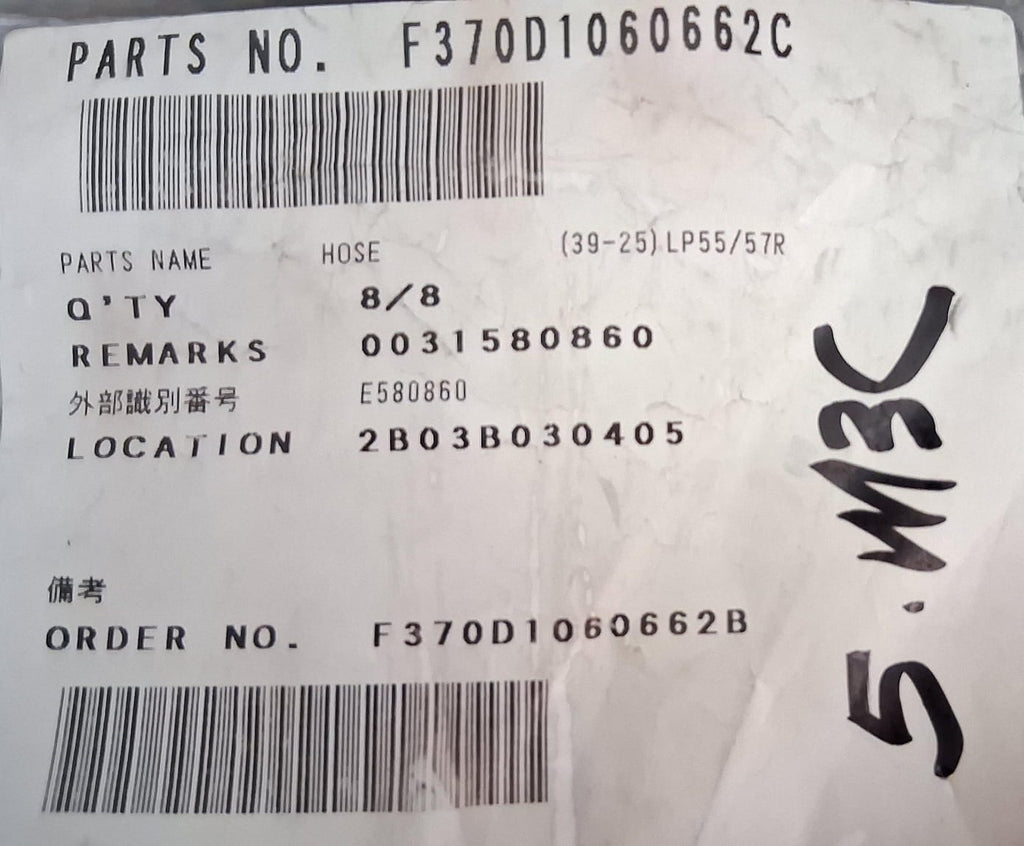 PARTS NO. F370D1060662C
PARTS NAME HOSE (39-25)LP55/57R
Q'TY 8/8
REMARKS 0031580860
外部識別番号 E580860
LOCATION 2B03B030405
備考
ORDER NO. F370D1060662B
5.M3C